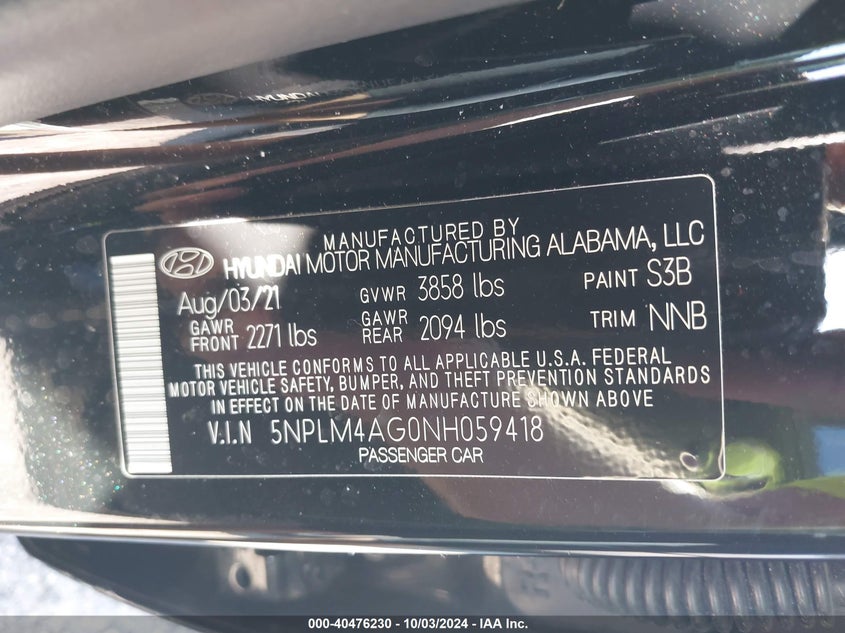 MANUFACTURED BY
HYUNDAI MOTOR MANUFACTURING ALABAMA, LLC
Aug/03/21 GVWR 3858 lbs PAINT S3B
GAWR FRONT 2271 lbs GAWR REAR 2094 lbs TRIM NNB
THIS VEHICLE CONFORMS TO ALL APPLICABLE U.S.A. FEDERAL
MOTOR VEHICLE SAFETY, BUMPER, AND THEFT PREVENTION STANDARDS
IN EFFECT ON THE DATE OF MANUFACTURE SHOWN ABOVE
V.I.N 5NPLM4AG0NH059418
PASSENGER CAR
000-40476230 - 10/03/2024 - IAA Inc.